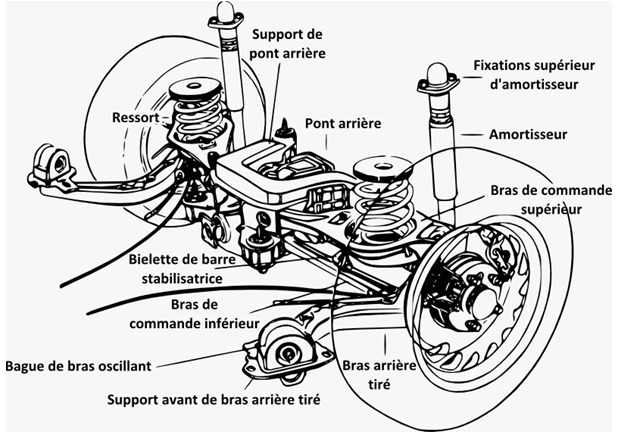 Support de
pont arrière
Fixations supérieur
d'amortisseur
Ressort
Pont arrière
Amortisseur
Bras de commande
supérieur
Bielette de barre
stabilisatrice
Bras de
commande inférieur
Bague de bras oscillant
Bras arrière
tiré
Support avant de bras arrière tiré